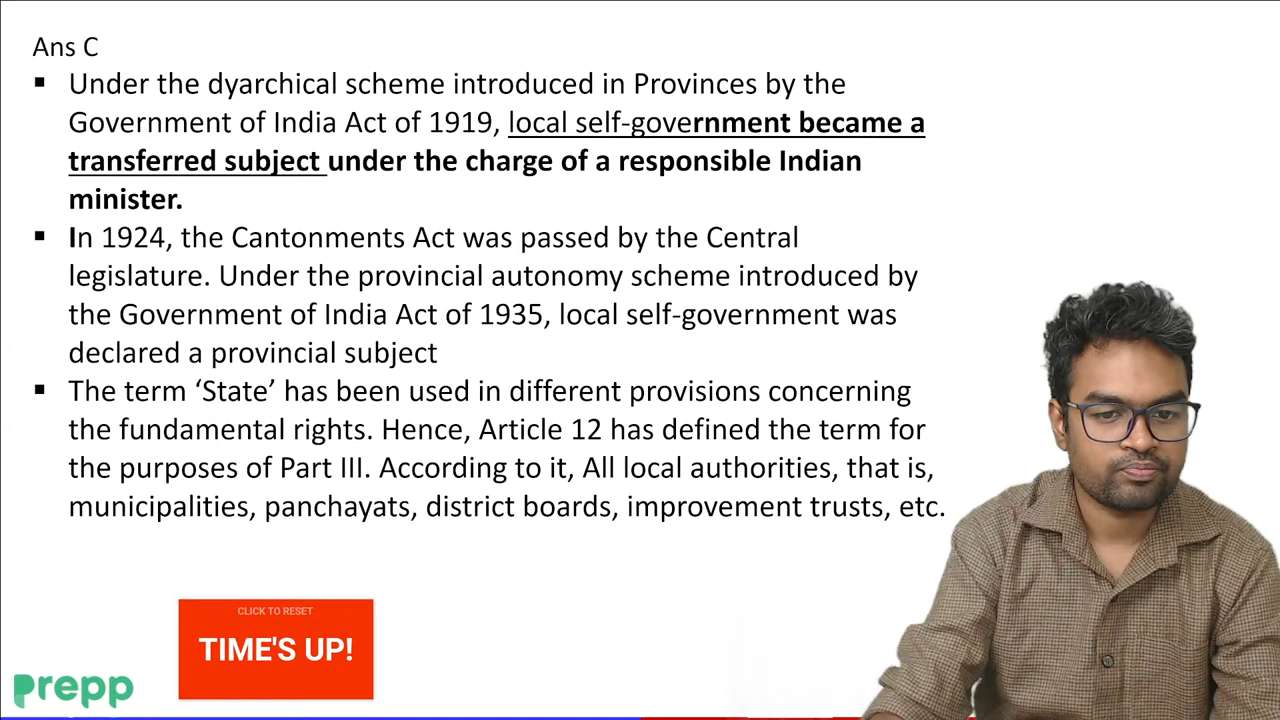 Ans C
▪ Under the dyarchical scheme introduced in Provinces by the
Government of India Act of 1919, local self-government became a
transferred subject under the charge of a responsible Indian
minister.
▪ In 1924, the Cantonments Act was passed by the Central
legislature. Under the provincial autonomy scheme introduced by
the Government of India Act of 1935, local self-government was
declared a provincial subject
▪ The term ‘State’ has been used in different provisions concerning
the fundamental rights. Hence, Article 12 has defined the term for
the purposes of Part III. According to it, All local authorities, that is,
municipalities, panchayats, district boards, improvement trusts, etc.
CLICK TO RESET
TIME'S UP!
prepp